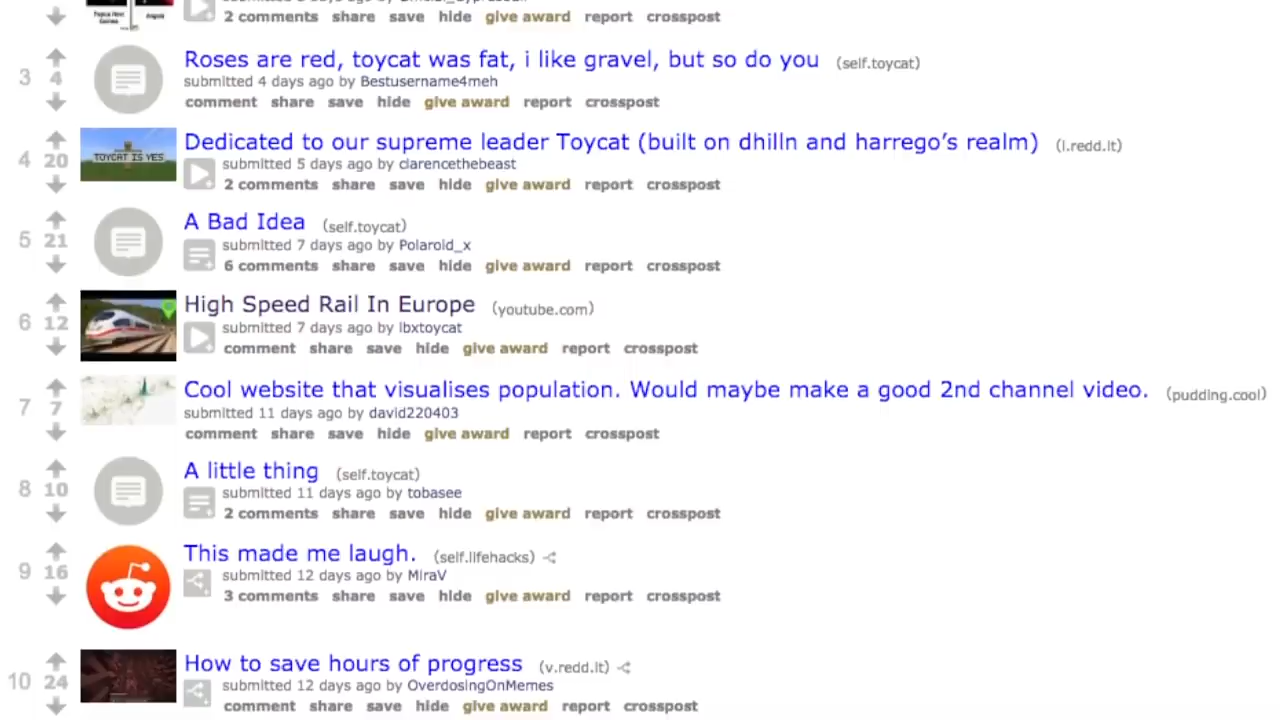 2 comments share save hide give award report crosspost
3
4
Roses are red, toycat was fat, i like gravel, but so do you (self.toycat)
submitted 4 days ago by Bestusername4meh
comment share save hide give award report crosspost
4
20
TOYCAT IS YES
Dedicated to our supreme leader Toycat (built on dhilln and harrego's realm) (i.redd.it)
submitted 5 days ago by clarencethebeast
2 comments share save hide give award report crosspost
5
21
A Bad Idea (self.toycat)
submitted 7 days ago by Polaroid_x
6 comments share save hide give award report crosspost
6
12
High Speed Rail In Europe (youtube.com)
submitted 7 days ago by ibxtoycat
comment share save hide give award report crosspost
7
7
Cool website that visualises population. Would maybe make a good 2nd channel video. (pudding.cool)
submitted 11 days ago by david220403
comment share save hide give award report crosspost
8
10
A little thing (self.toycat)
submitted 11 days ago by tobasee
2 comments share save hide give award report crosspost
9
16
This made me laugh. (self.lifehacks)
submitted 12 days ago by MiraV
3 comments share save hide give award report crosspost
10
24
How to save hours of progress (v.redd.it)
submitted 12 days ago by OverdosingOnMemes
comment share save hide give award report crosspost